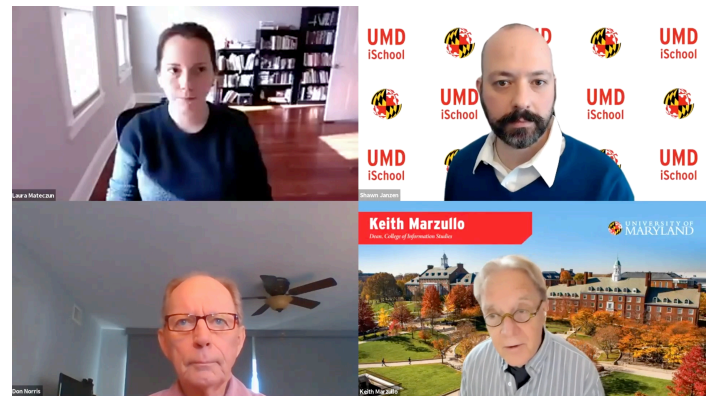 UMD
iSchool
UMD
UMD
iSchool
UMD
iSchool
UMD
iSchool
UMD
iSchool
UMD
iSchool
Laura Mateczun
Shawn Janzen
Keith Marzullo
Dean, College of Information Studies
UNIVERSITY OF
MARYLAND
Don Norris
Keith Marzullo